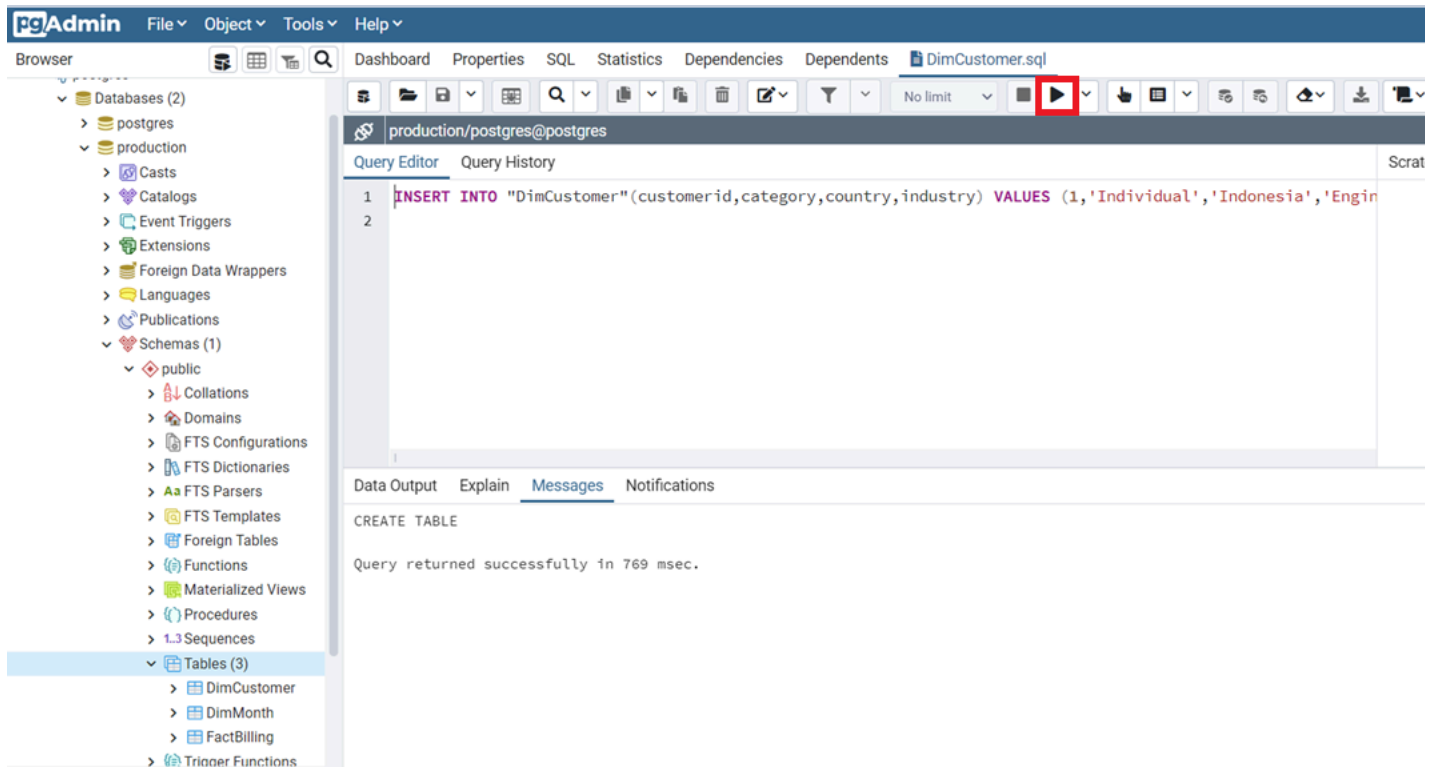 pgAdmin File Object Tools Help
Browser
Dashboard Properties SQL Statistics Dependencies Dependents DimCustomer.sql
Databases (2)
postgres
production
Casts
Catalogs
Event Triggers
Extensions
Foreign Data Wrappers
Languages
Publications
Schemas (1)
public
Collations
Domains
FTS Configurations
FTS Dictionaries
Aa FTS Parsers
FTS Templates
Foreign Tables
Functions
Materialized Views
Procedures
1..3 Sequences
Tables (3)
DimCustomer
DimMonth
FactBilling
Trigger Functions
No limit
production/postgres@postgres
Query Editor Query History Scrat
1 INSERT INTO "DimCustomer"(customerid,category,country,industry) VALUES (1,'Individual','Indonesia','Engin
2
Data Output Explain Messages Notifications
CREATE TABLE
Query returned successfully in 769 msec.